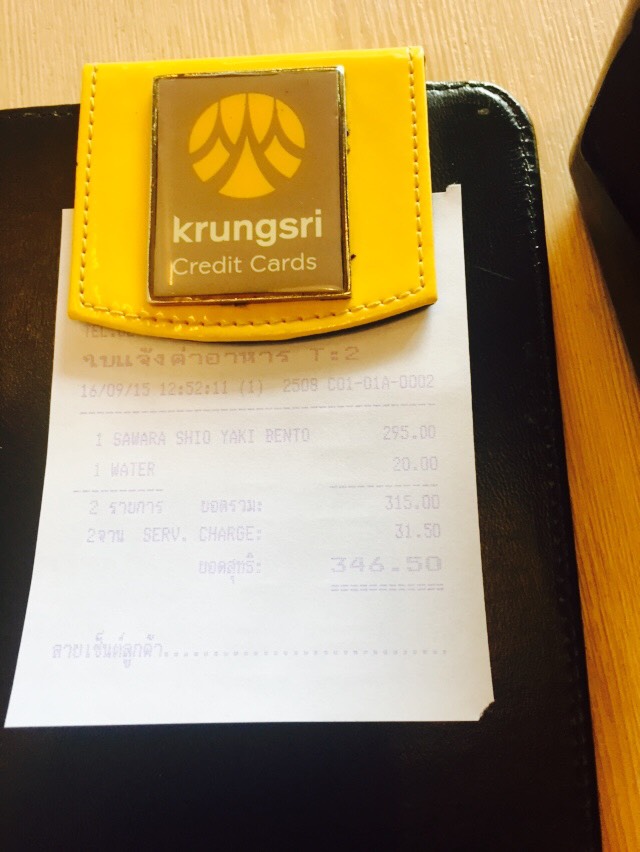 krungsri
Credit Cards
TEL:
ใบแจ้งค่าอาหาร T:2
16/09/15 12:52:11 (1) 2508 C01-01A-0002
1 SAWARA SHIO YAKI BENTO 295.00
1 WATER 20.00
2 รายการ ยอดรวม: 315.00
2จาน SERV. CHARGE: 31.50
ยอดสุทธิ: 346.50
ลายเซ็นต์ลูกค้า